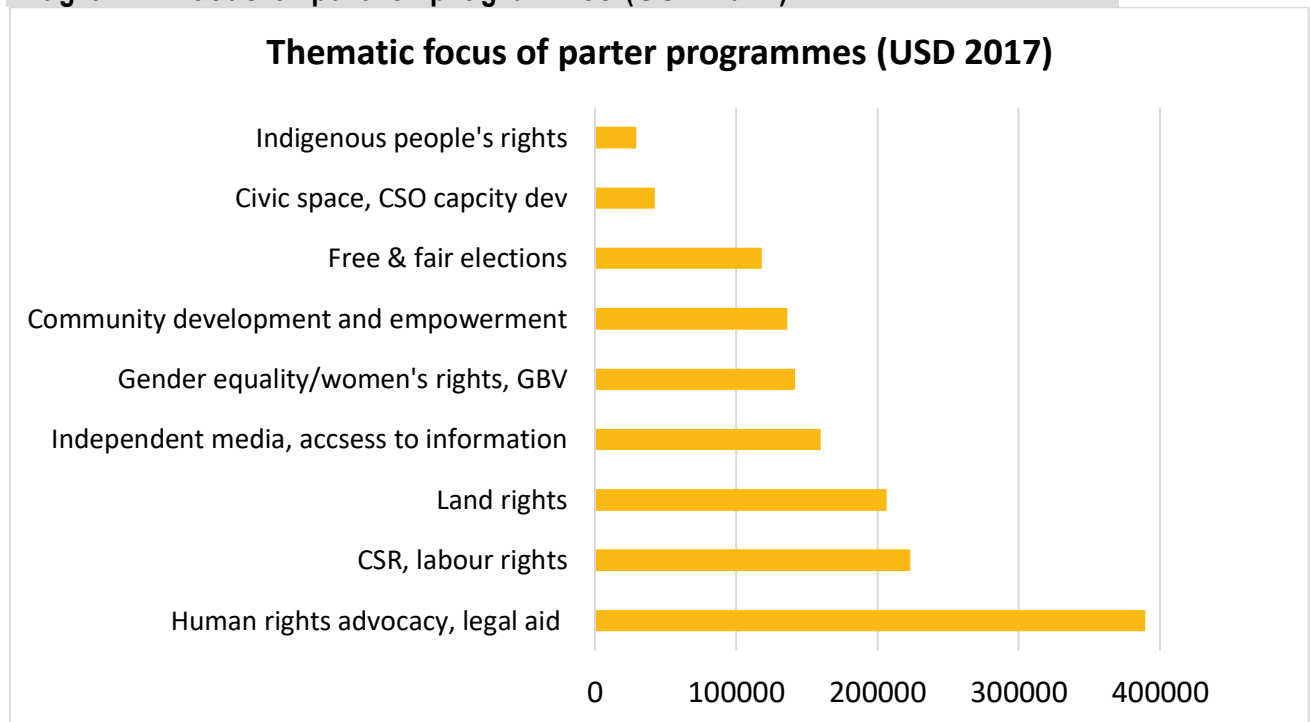 Thematic focus of parter programmes (USD 2017)
Indigenous people's rights
Civic space, CSO capcity dev
Free & fair elections
Community development and empowerment
Gender equality/women's rights, GBV
Independent media, accsess to information
Land rights
CSR, labour rights
Human rights advocacy, legal aid
0 100000 200000 300000 400000